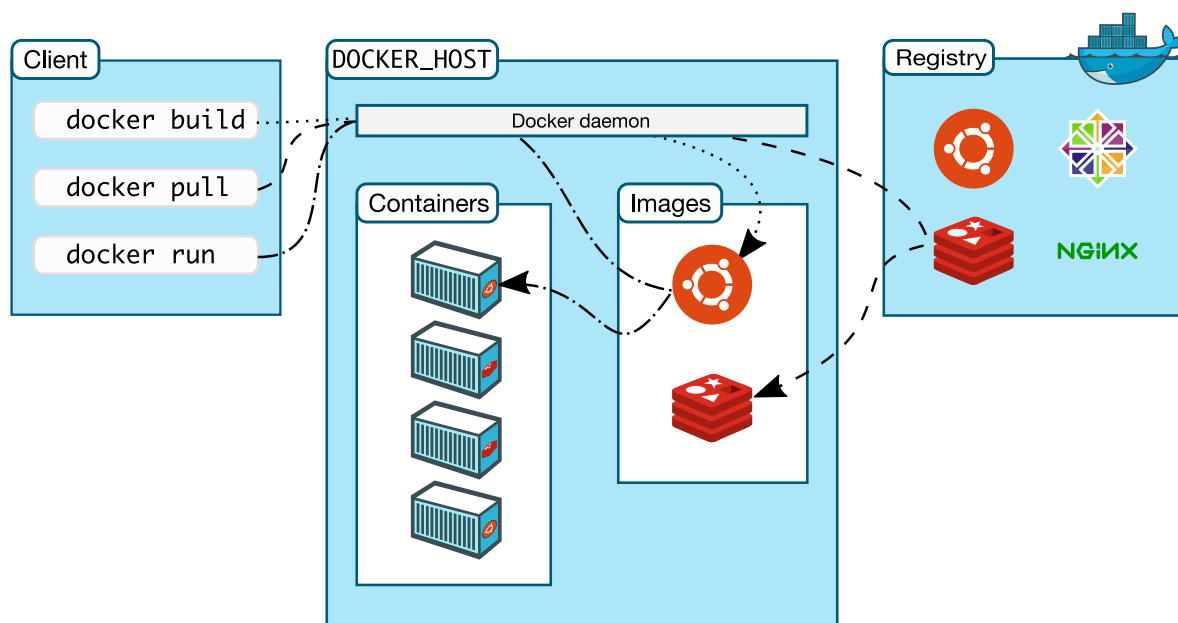 Client
docker build
docker pull
docker run
DOCKER_HOST
Docker daemon
Containers
Images
Registry
NGINX